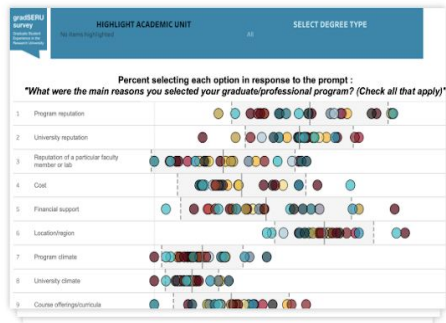 gradSERU
survey
Graduate Student
Experience in the
Research University
HIGHLIGHT ACADEMIC UNIT
No items highlighted
SELECT DEGREE TYPE
All
Percent selecting each option in response to the prompt :
"What were the main reasons you selected your graduate/professional program? (Check all that apply)"
1 Program reputation
2 University reputation
3 Reputation of a particular faculty
member or lab
4 Cost
5 Financial support
6 Location/region
7 Program climate
8 University climate
9 Course offerings/curricula